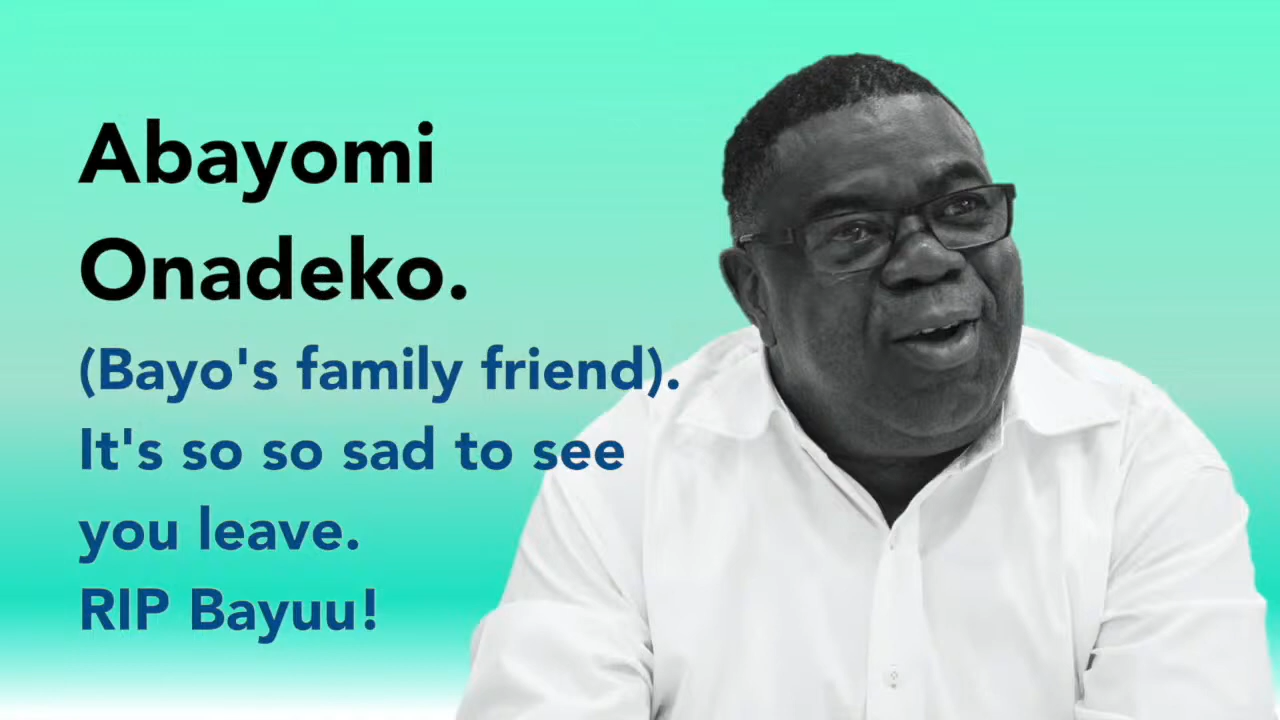 Abayomi
Onadeko.
(Bayo's family friend).
It's so so sad to see
you leave.
RIP Bayuu!